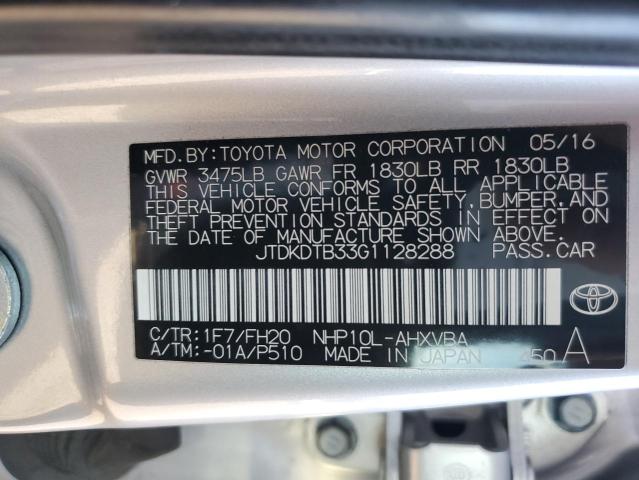 MFD.BY:TOYOTA MOTOR CORPORATION 05/16
GVWR 3475LB GAWR FR 1830LB RR 1830LB
THIS VEHICLE CONFORMS TO ALL APPLICABLE
FEDERAL MOTOR VEHICLE SAFETY,BUMPER,AND
THEFT PREVENTION STANDARDS IN EFFECT ON
THE DATE OF MANUFACTURE SHOWN ABOVE.
JTDKDTB33G1128288 PASS.CAR
C/TR:1F7/FH20 NHP10L-AHXVBA
A/TM:-01A/P510 MADE IN JAPAN 450 A